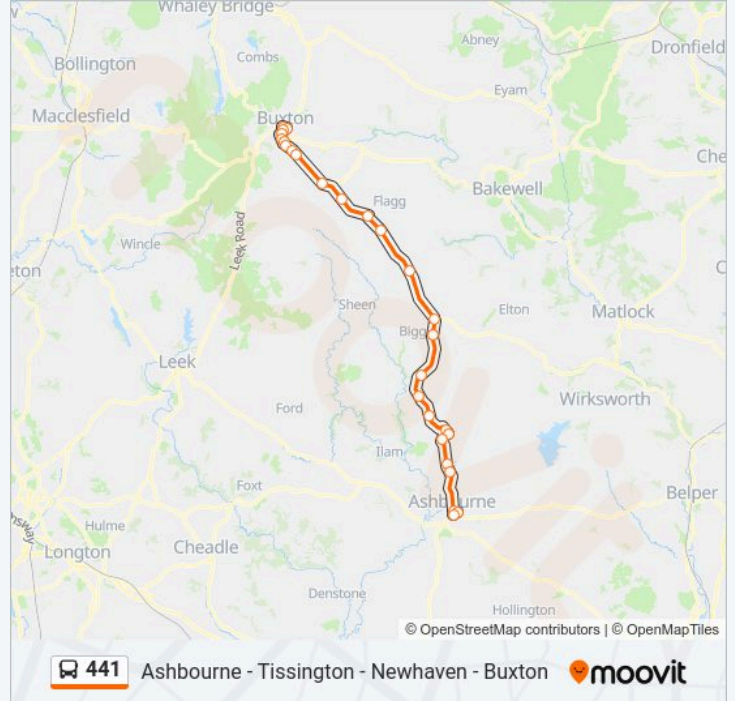 Whaley Bridge
Abney
Dronfield
Combs
Bollington
Eyam
Macclesfield
Buxton
Che
Bakewell
Flagg
Leek Road
Wincle
eton
C
Sheen
Elton
Matlock
Bigg
Leek
Wirksworth
Ford
Ilam
Foxt
Ashbourne
Belper
nsway
Hulme
Longton
Cheadle
Denstone
Hollington
© OpenStreetMap contributors | © OpenMapTiles
441 Ashbourne - Tissington - Newhaven - Buxton moovit